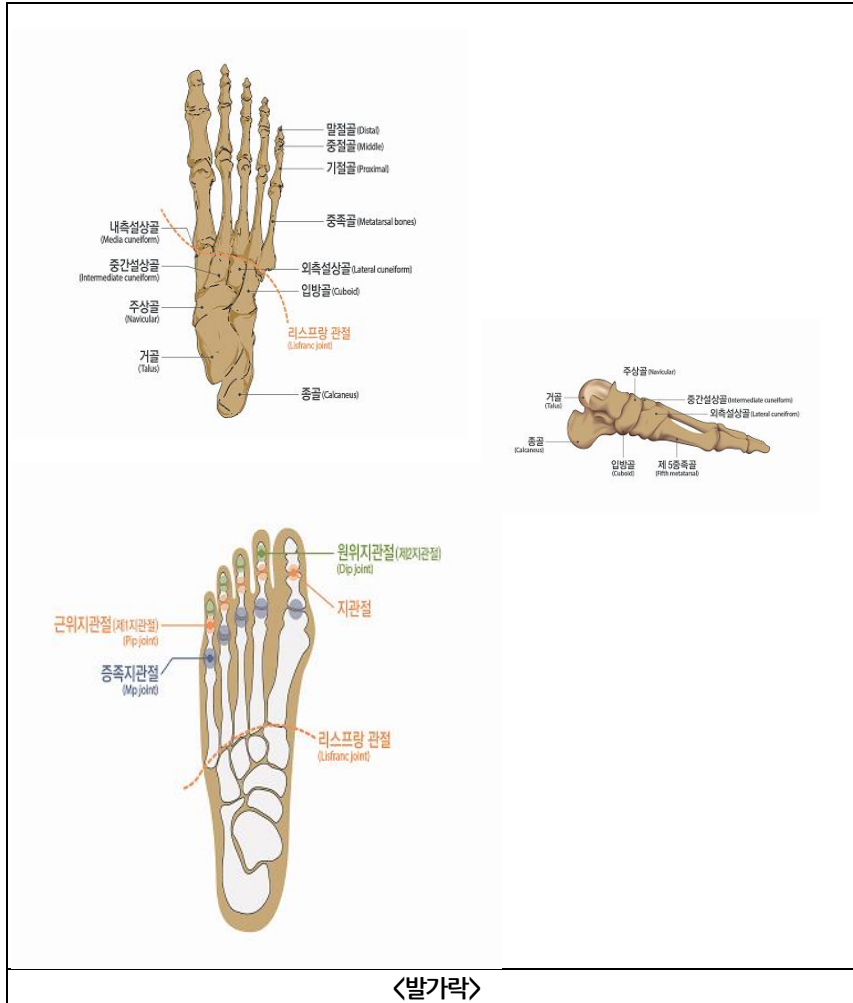 말절골 (Distal)
중절골 (Middle)
기절골 (Proximal)
중족골 (Metatarsal bones)
내측설상골
(Media cuneiform)
중간설상골
(Intermediate cuneiform)
외측설상골 (Lateral cuneiform)
입방골 (Cuboid)
주상골
(Navicular)
리스프랑 관절
(Lisfranc joint)
거골
(Talus)
종골 (Calcaneus)
주상골 (Navicular)
거골
(Talus)
중간설상골 (Intermediate cuneiform)
외측설상골 (Lateral cuneifrom)
종골
(Calcaneus)
입방골
(Cuboid)
제 5중족골
(Fifth metatarsal)
원위지관절 (제2지관절)
(Dip joint)
지관절
근위지관절 (제1지관절)
(Pip joint)
증족지관절
(Mp joint)
리스프랑 관절
(Lisfranc joint)
<발가락>